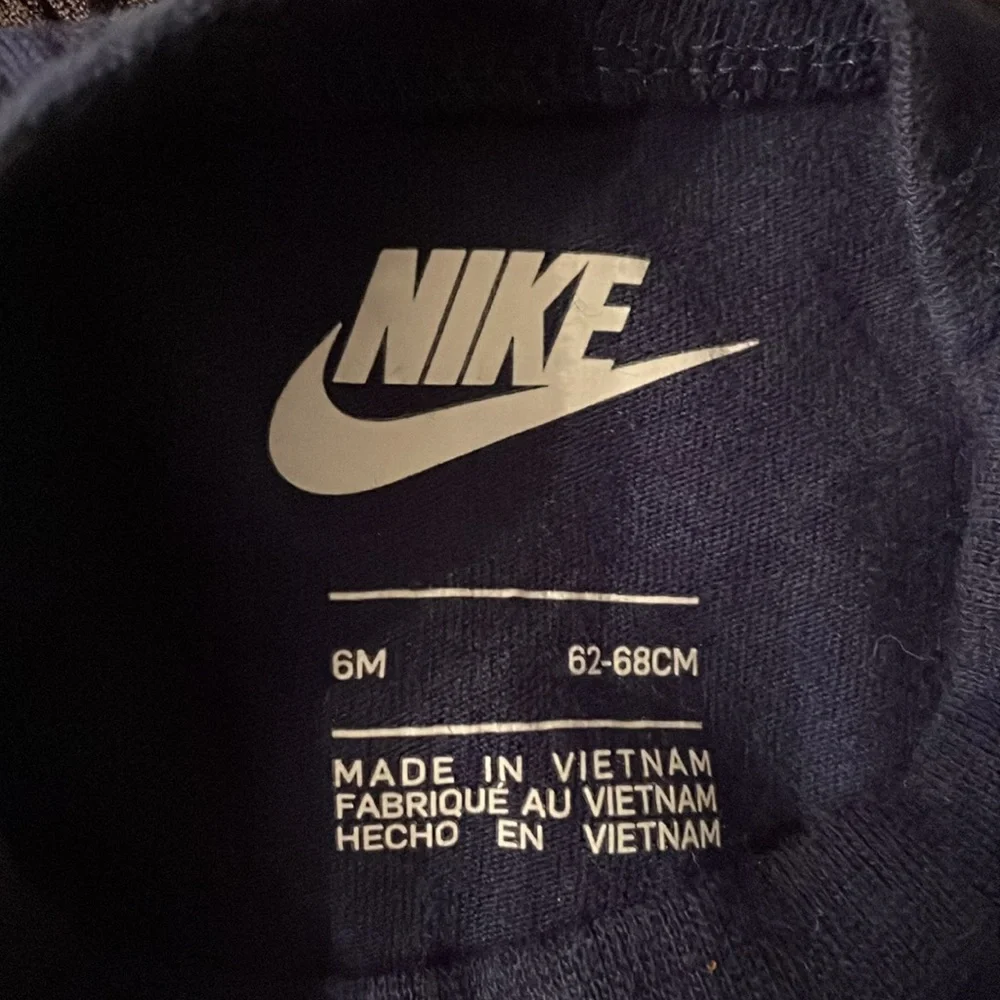 NIKE
6M 62-68CM
MADE IN VIETNAM
FABRIQUÉ AU VIETNAM
HECHO EN VIETNAM